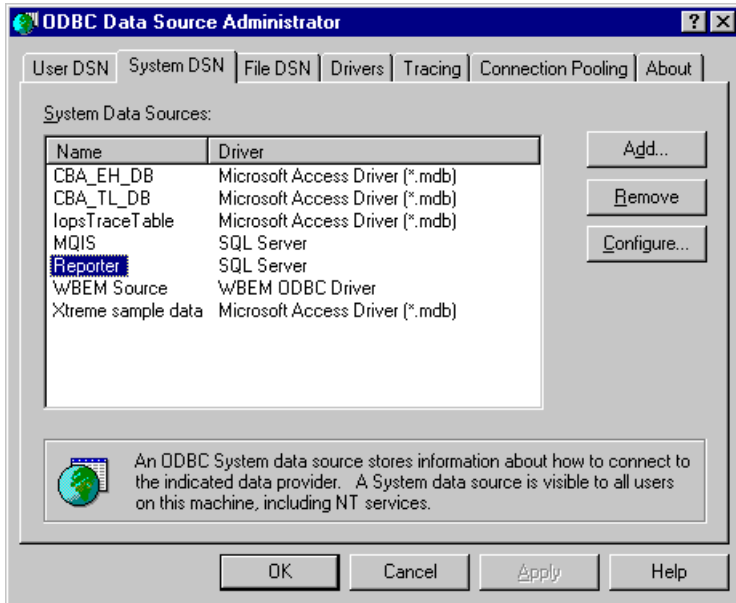 ODBC Data Source Administrator
User DSN System DSN File DSN Drivers Tracing Connection Pooling About
System Data Sources:
Name Driver
CBA_EH_DB Microsoft Access Driver (*.mdb)
CBA_TL_DB Microsoft Access Driver (*.mdb)
IopsTraceTable Microsoft Access Driver (*.mdb)
MQIS SQL Server
Reporter SQL Server
WBEM Source WBEM ODBC Driver
Xtreme sample data Microsoft Access Driver (*.mdb)
Add...
Remove
Configure...
An ODBC System data source stores information about how to connect to
the indicated data provider. A System data source is visible to all users
on this machine, including NT services.
OK Cancel Apply Help